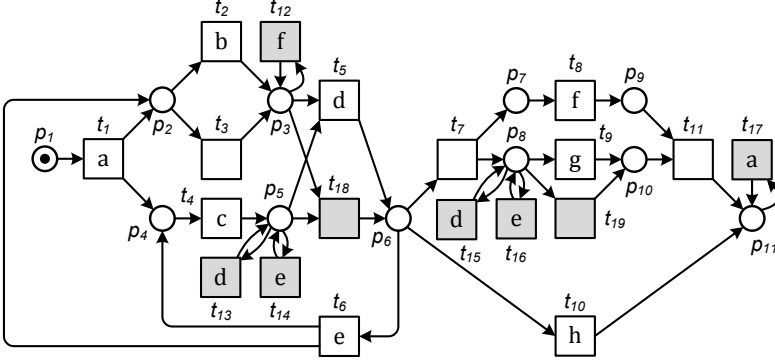 t2 t12
b f t5
p1 t1 p2 t3 p3 d
a
t4 p5 t18
p4 c p6
d e
t13 t14 t6
e
p7 t8 p9
f
t7 p8 t9 t11 t17
g p10 a
d e
t15 t16 t19 p11
t10
h